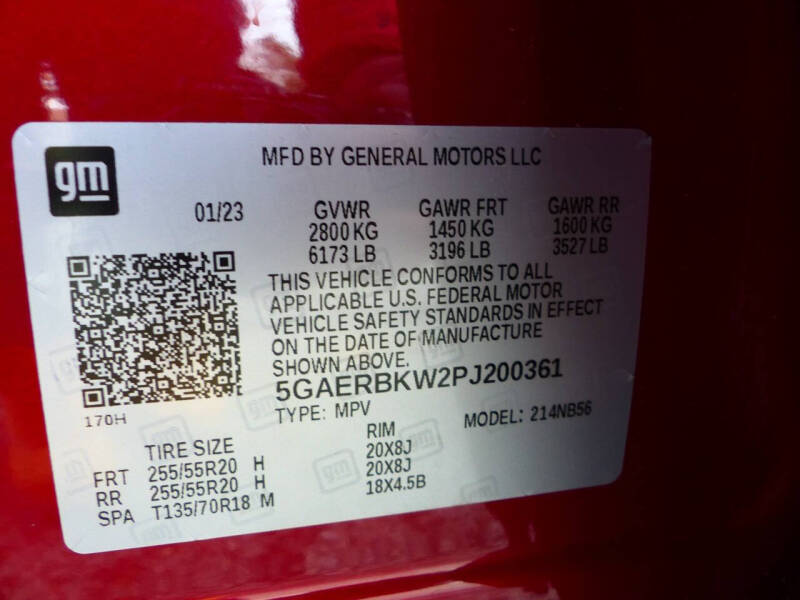 gm
MFD BY GENERAL MOTORS LLC
01/23 GVWR GAWR FRT GAWR RR
2800 KG 1450 KG 1600 KG
6173 LB 3196 LB 3527 LB
THIS VEHICLE CONFORMS TO ALL
APPLICABLE U.S. FEDERAL MOTOR
VEHICLE SAFETY STANDARDS IN EFFECT
ON THE DATE OF MANUFACTURE
SHOWN ABOVE.
5GAERBKW2PJ200361
170H TYPE: MPV MODEL: 214NB56
TIRE SIZE RIM
FRT 255/55R20 H 20X8J
RR 255/55R20 H 20X8J
SPA T135/70R18 M 18X4.5B